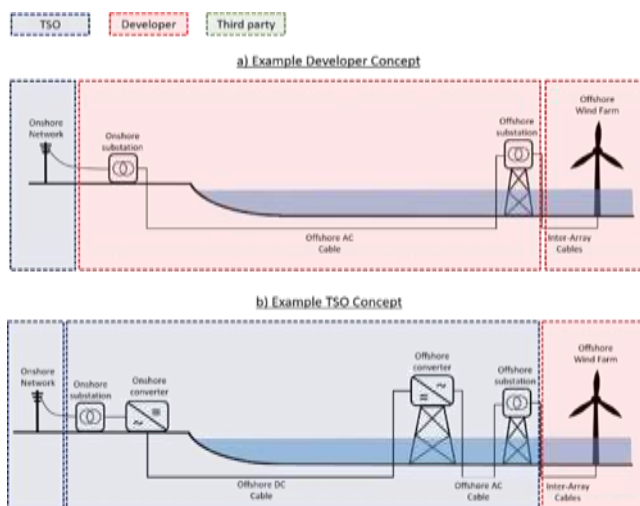 TSO
Developer
Third party
a) Example Developer Concept
Onshore
Network
Onshore
substation
Offshore
substation
Offshore
Wind Farm
Offshore AC
Cable
Inter-Array
Cables
b) Example TSO Concept
Onshore
Network
Onshore
substation
Onshore
converter
Offshore
converter
Offshore
substation
Offshore
Wind Farm
Offshore DC
Cable
Offshore AC
Cable
Inter-Array
Cables